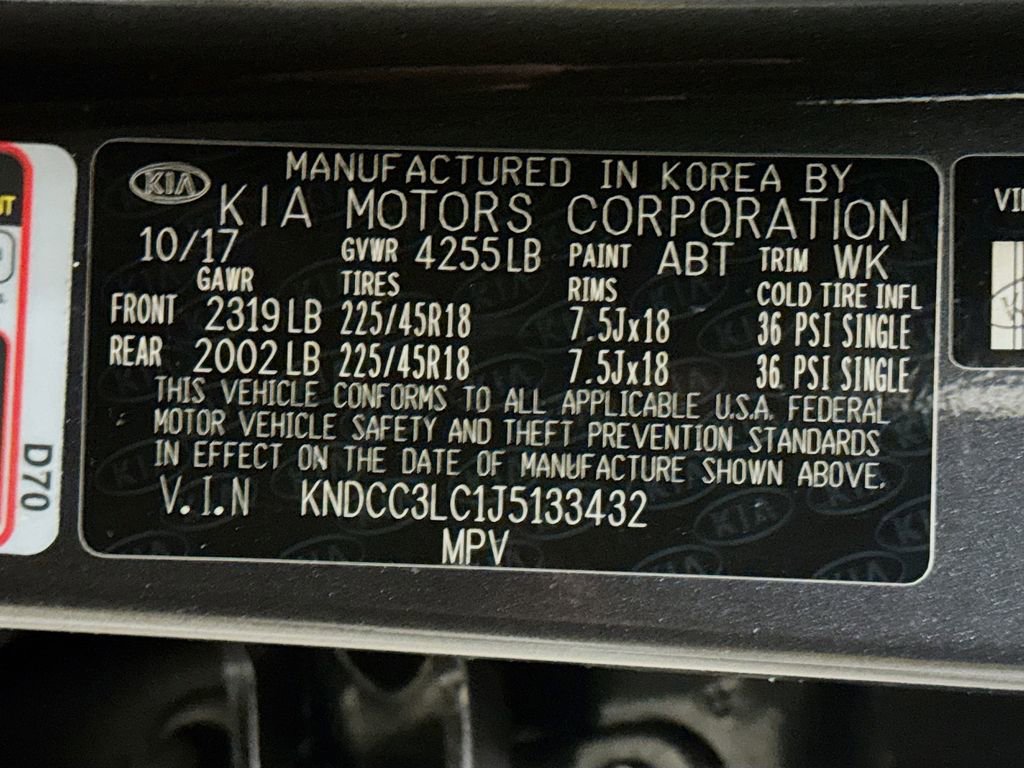 KIA
MANUFACTURED IN KOREA BY
KIA MOTORS CORPORATION
10/17 GVWR 4255LB PAINT ABT TRIM WK
GAWR TIRES RIMS COLD TIRE INFL
FRONT 2319LB 225/45R18 7.5Jx18 36 PSI SINGLE
REAR 2002LB 225/45R18 7.5Jx18 36 PSI SINGLE
THIS VEHICLE CONFORMS TO ALL APPLICABLE U.S.A. FEDERAL
MOTOR VEHICLE SAFETY AND THEFT PREVENTION STANDARDS
IN EFFECT ON THE DATE OF MANUFACTURE SHOWN ABOVE.
V.I.N KNDCC3LC1J5133432
MPV
D70